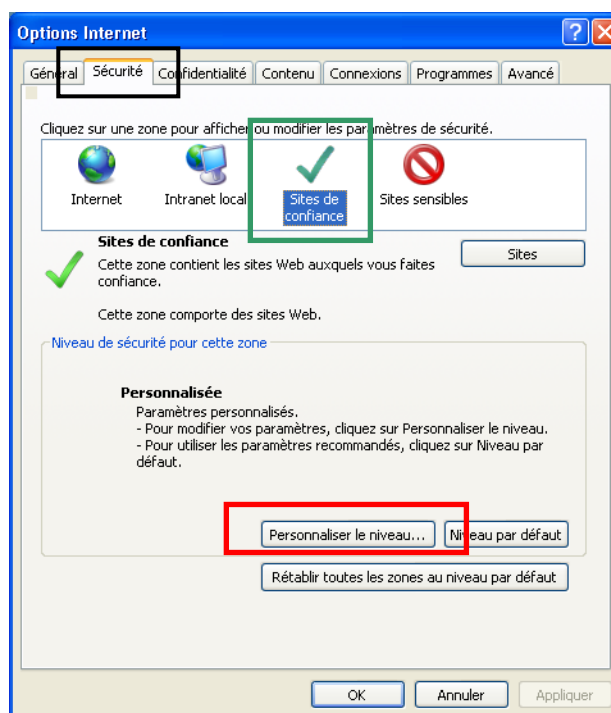 Options Internet
Général Sécurité Confidentialité Contenu Connexions Programmes Avancé
Cliquez sur une zone pour afficher ou modifier les paramètres de sécurité.
Internet Intranet local Sites de confiance Sites sensibles
Sites de confiance
Sites
Cette zone contient les sites Web auxquels vous faites
confiance.
Cette zone comporte des sites Web.
Niveau de sécurité pour cette zone
Personnalisée
Paramètres personnalisés.
- Pour modifier vos paramètres, cliquez sur Personnaliser le niveau.
- Pour utiliser les paramètres recommandés, cliquez sur Niveau par
défaut.
Personnaliser le niveau... Niveau par défaut
Rétablir toutes les zones au niveau par défaut
OK Annuler Appliquer